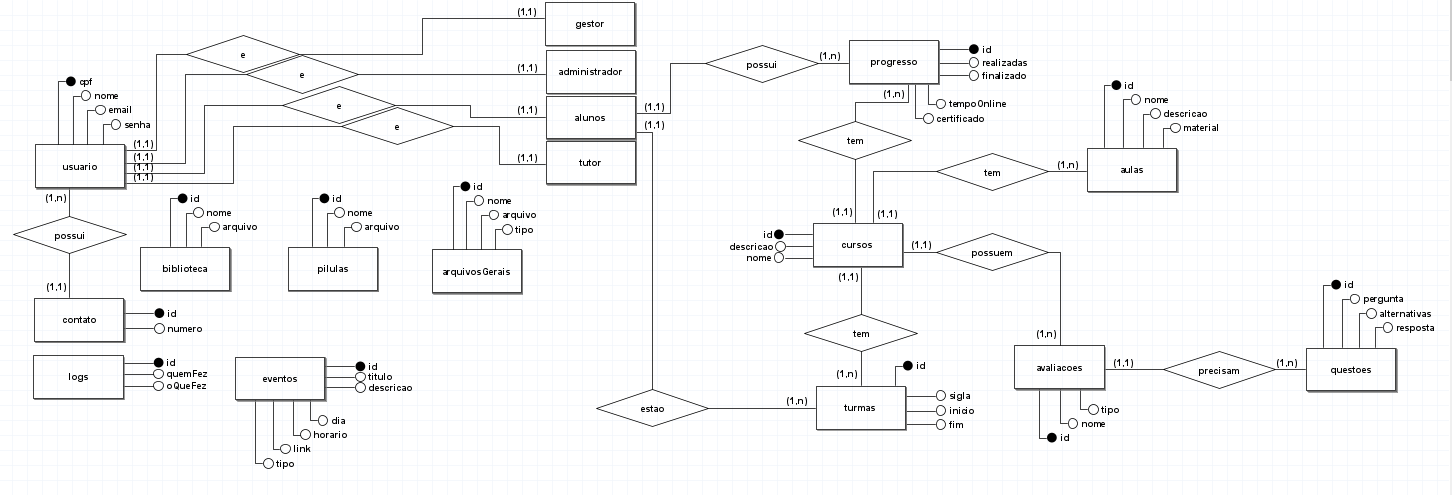 (1,1)
gestor
e
(1,1)
administrador
e
(1,1)
alunos
e
(1,1)
tutor
e
cpf
nome
email
senha
usuario
(1,1)
(1,1)
(1,1)
(1,1)
(1,n)
possui
(1,1)
contato
id
numero
id
nome
arquivo
biblioteca
id
nome
arquivo
pilulas
id
nome
arquivo
tipo
arquivosGerais
logs
id
quemFez
oQueFez
eventos
id
titulo
descricao
dia
horario
link
tipo
(1,1)
(1,1)
possui
(1,n)
progresso
id
realizadas
finalizado
tempoOnline
certificado
(1,n)
tem
(1,1)
(1,1)
tem
(1,n)
id
nome
descricao
material
aulas
id
descricao
nome
cursos
(1,1)
possuem
(1,n)
(1,1)
tem
(1,n)
estao
(1,n)
turmas
id
sigla
inicio
fim
avaliacoes
tipo
nome
id
(1,1)
precisam
(1,n)
id
pergunta
alternativas
resposta
questoes